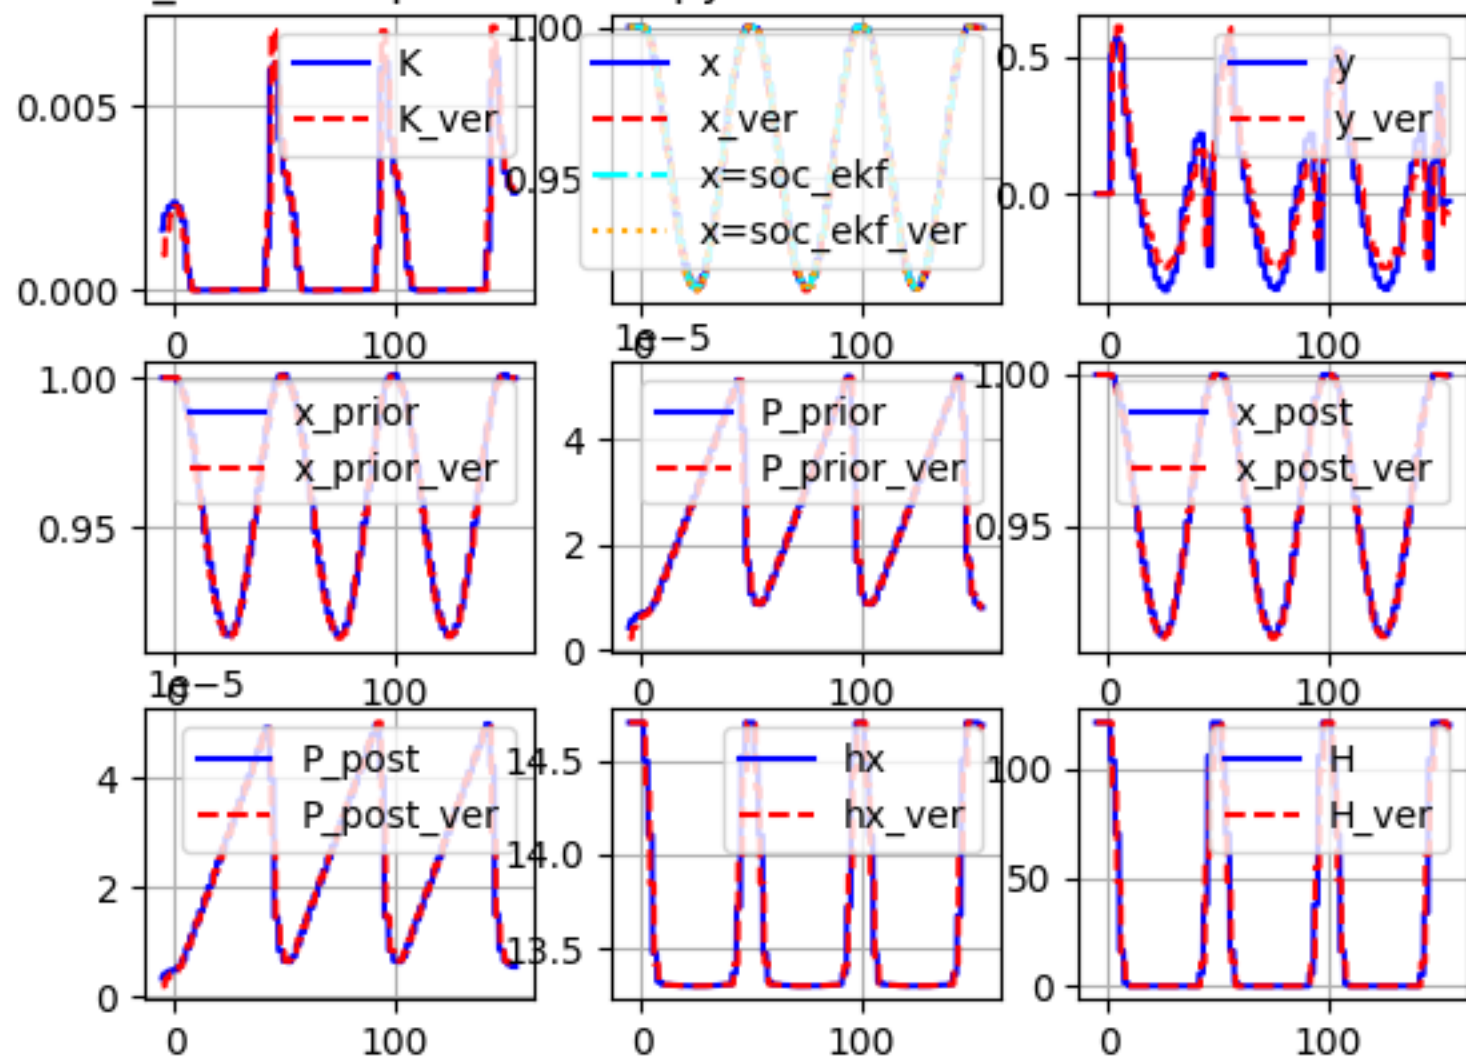 K
K_ver
0.005
0.000
0
100
1.00
0.95
x
x_ver
x=soc_ekf
x=soc_ekf_ver
0
100
0.5
0.0
y
y_ver
0
100
1.00
0.95
x_prior
x_prior_ver
0
100
1e−5
4
2
0
P_prior
P_prior_ver
0
100
1.00
0.95
x_post
x_post_ver
0
100
1e−5
4
2
0
P_post
P_post_ver
0
100
14.5
14.0
13.5
hx
hx_ver
0
100
100
50
0
H
H_ver
0
100